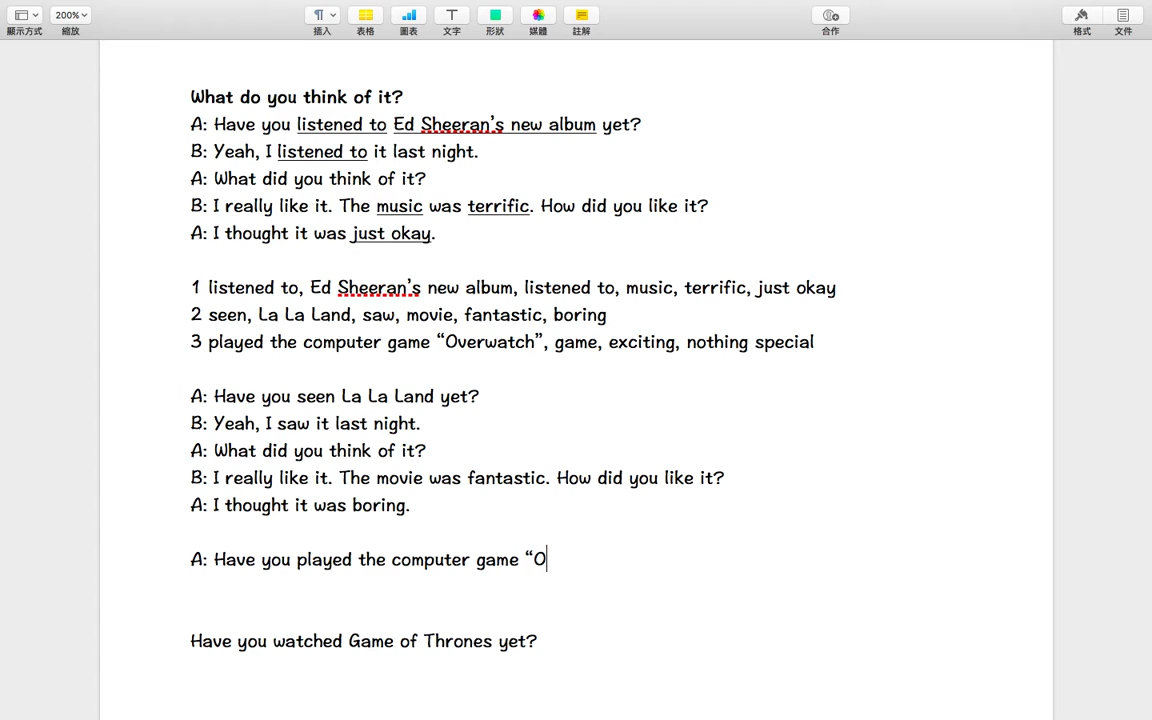 200%
顯示方式
縮放
插入
表格
圖表
文字
形狀
媒體
註解
合作
格式
文件
What do you think of it?
A: Have you listened to Ed Sheeran’s new album yet?
B: Yeah, I listened to it last night.
A: What did you think of it?
B: I really like it. The music was terrific. How did you like it?
A: I thought it was just okay.
1 listened to, Ed Sheeran’s new album, listened to, music, terrific, just okay
2 seen, La La Land, saw, movie, fantastic, boring
3 played the computer game “Overwatch”, game, exciting, nothing special
A: Have you seen La La Land yet?
B: Yeah, I saw it last night.
A: What did you think of it?
B: I really like it. The movie was fantastic. How did you like it?
A: I thought it was boring.
A: Have you played the computer game “O
Have you watched Game of Thrones yet?